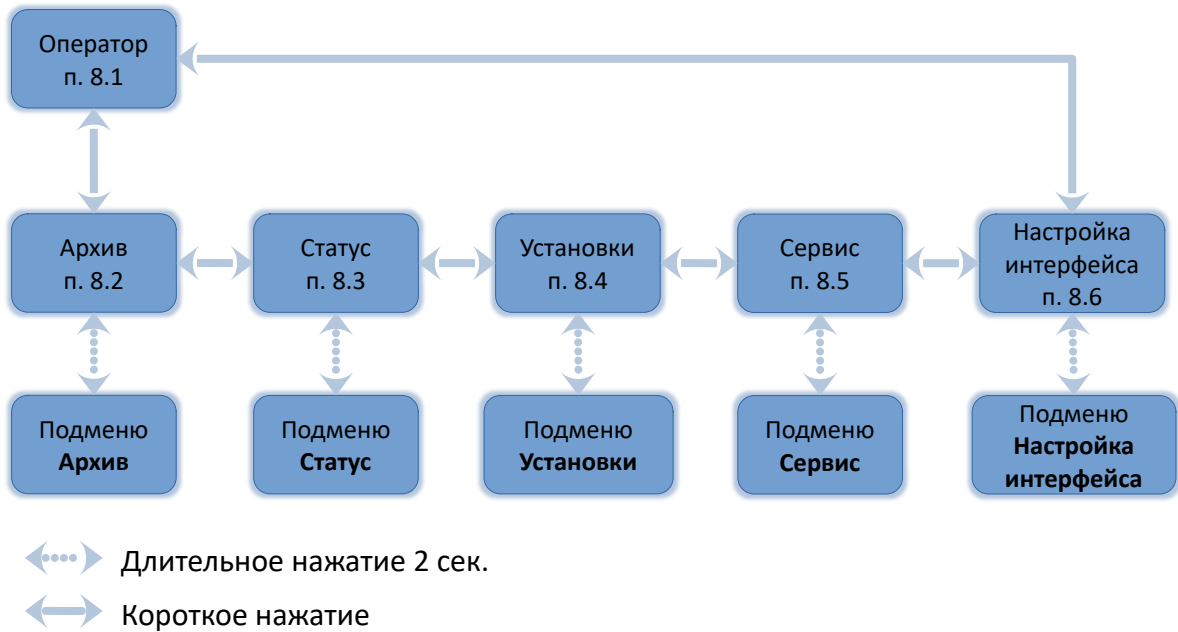 Оператор
п. 8.1
Архив
п. 8.2
Статус
п. 8.3
Установки
п. 8.4
Сервис
п. 8.5
Настройка
интерфейса
п. 8.6
Подменю
Архив
Подменю
Статус
Подменю
Установки
Подменю
Сервис
Подменю
Настройка
интерфейса
Длительное нажатие 2 сек.
Короткое нажатие